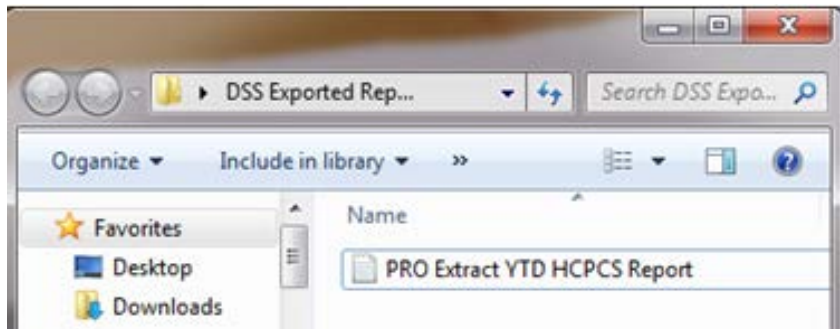 DSS Exported Rep...
Search DSS Expo...
Organize
Include in library
»
Name
Favorites
PRO Extract YTD HCPCS Report
Desktop
Downloads